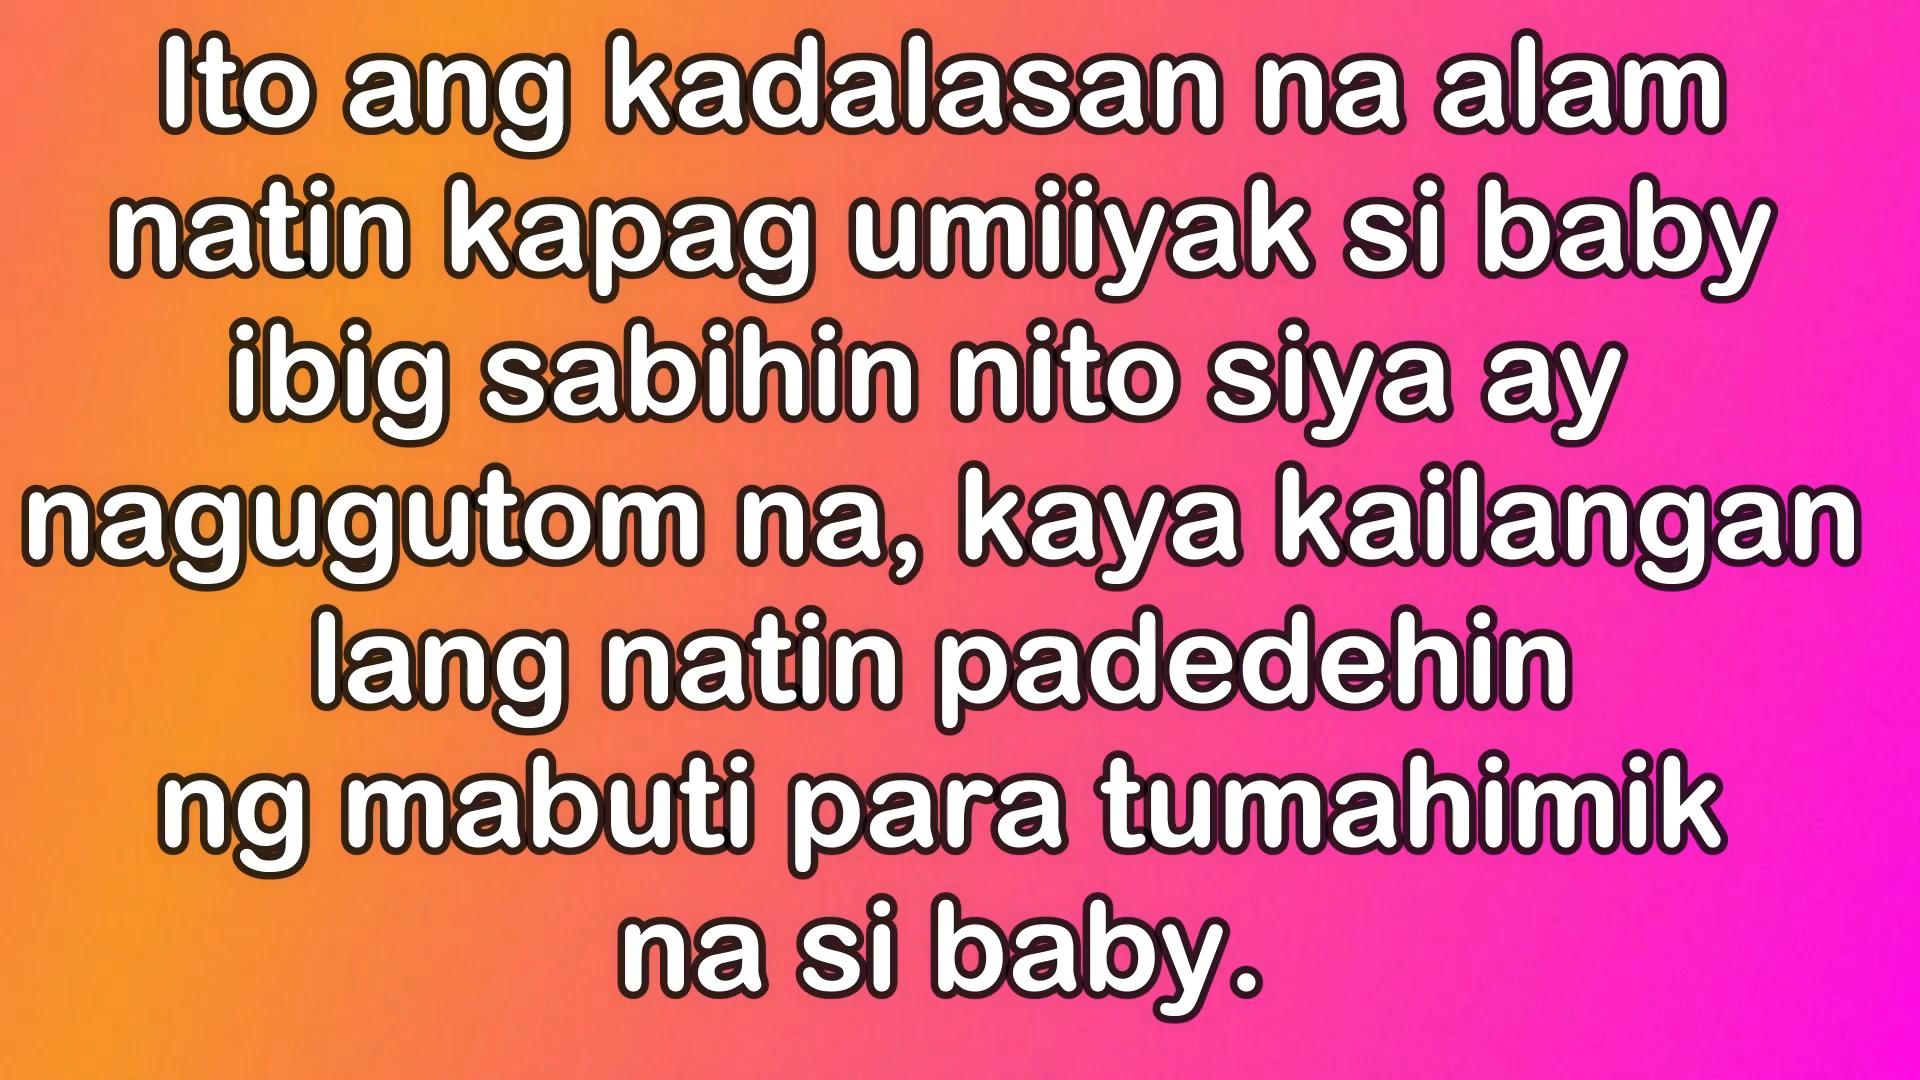 Ito ang kadalasan na alam
natin kapag umiiyak si baby
ibig sabihin nito siya ay
nagugutom na, kaya kailangan
lang natin padedehin
ng mabuti para tumahimik
na si baby.